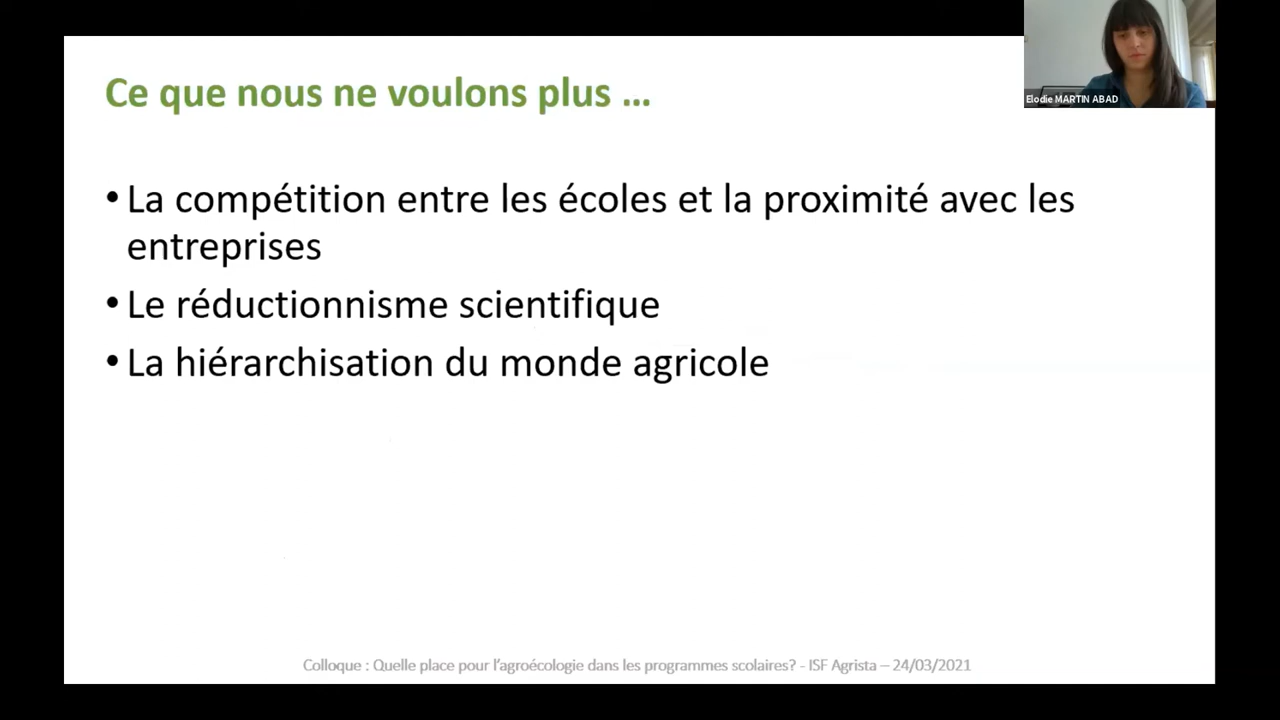 Ce que nous ne voulons plus ...
Elodie MARTIN ABAD
• La compétition entre les écoles et la proximité avec les
entreprises
• Le réductionnisme scientifique
• La hiérarchisation du monde agricole
Colloque : Quelle place pour l'agroécologie dans les programmes scolaires? - ISF Agrista – 24/03/2021